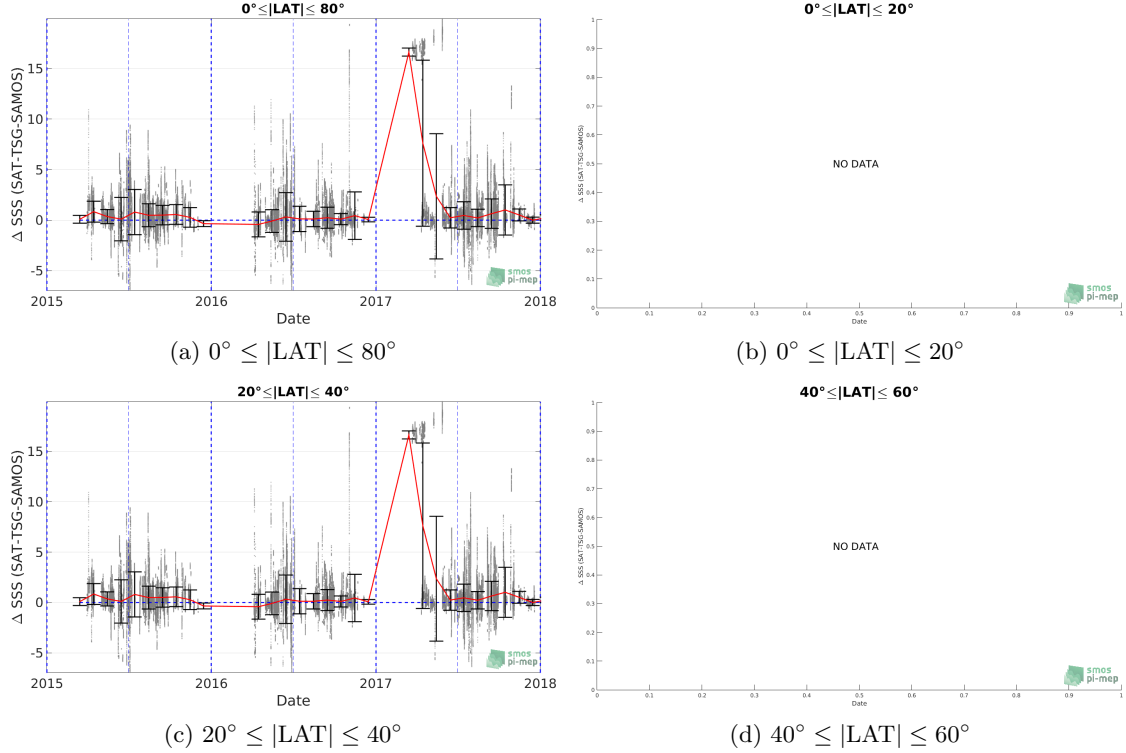 0°≤|LAT|≤ 80°
Δ SSS (SAT-TSG-SAMOS)
15
10
5
0
-5
2015 2016 2017 2018
Date
smos
pi-mep
(a) 0° ≤ |LAT| ≤ 80°
0°≤|LAT|≤ 20°
Δ SSS (SAT-TSG-SAMOS)
1
0.9
0.8
0.7
0.6
0.5
0.4
0.3
0.2
0.1
0
NO DATA
0 0.1 0.2 0.3 0.4 0.5 0.6 0.7 0.8 0.9 1
Date
smos
pi-mep
(b) 0° ≤ |LAT| ≤ 20°
20°≤|LAT|≤ 40°
Δ SSS (SAT-TSG-SAMOS)
15
10
5
0
-5
2015 2016 2017 2018
Date
smos
pi-mep
(c) 20° ≤ |LAT| ≤ 40°
40°≤|LAT|≤ 60°
Δ SSS (SAT-TSG-SAMOS)
1
0.9
0.8
0.7
0.6
0.5
0.4
0.3
0.2
0.1
0
NO DATA
0 0.1 0.2 0.3 0.4 0.5 0.6 0.7 0.8 0.9 1
Date
smos
pi-mep
(d) 40° ≤ |LAT| ≤ 60°